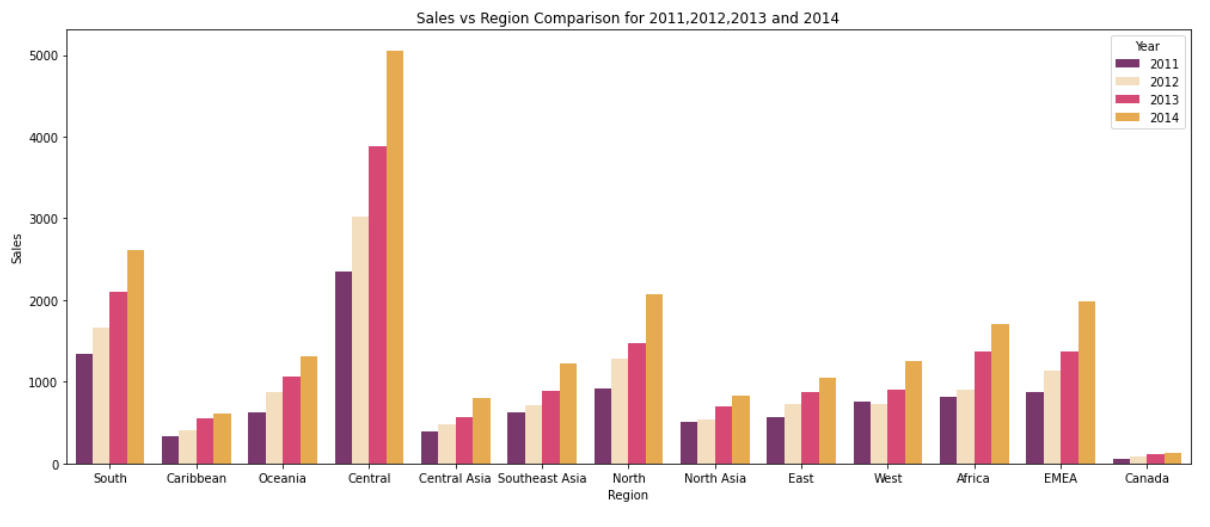 Sales vs Region Comparison for 2011,2012,2013 and 2014
Year
2011
2012
2013
2014
5000
4000
3000
2000
1000
0
Sales
South Caribbean Oceania Central Central Asia Southeast Asia North North Asia East West Africa EMEA Canada
Region